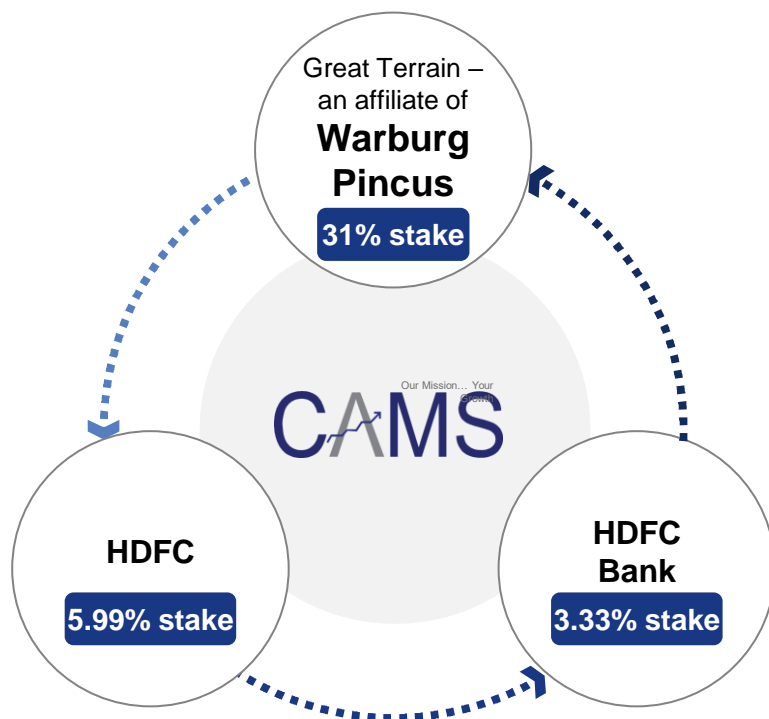 Great Terrain –
an affiliate of
Warburg
Pincus
31% stake
Our Mission... Your
Growth
CAMS
HDFC
5.99% stake
HDFC
Bank
3.33% stake